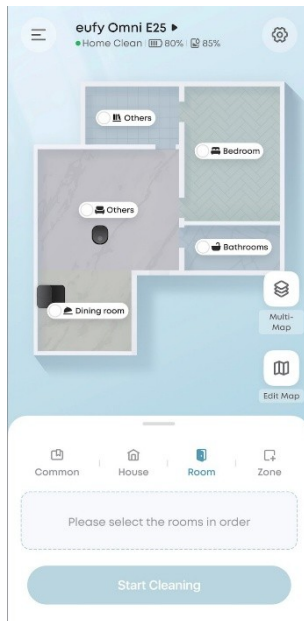 eufy Omni E25
Home Clean 80% 85%
Others
Bedroom
Others
Bathrooms
Dining room
Multi-
Map
Edit Map
Common
House
Room
Zone
Please select the rooms in order
Start Cleaning